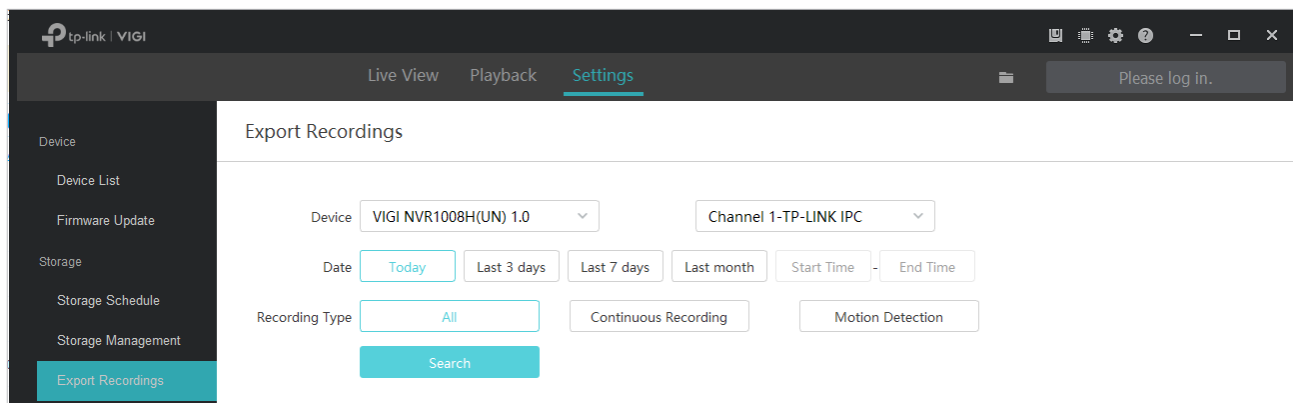 tp-link | VIGI
Live View Playback Settings Please log in.
Device
Device List
Firmware Update
Storage
Storage Schedule
Storage Management
Export Recordings
Export Recordings
Device VIGI NVR1008H(UN) 1.0 Channel 1-TP-LINK IPC
Date Today Last 3 days Last 7 days Last month Start Time - End Time
Recording Type All Continuous Recording Motion Detection
Search